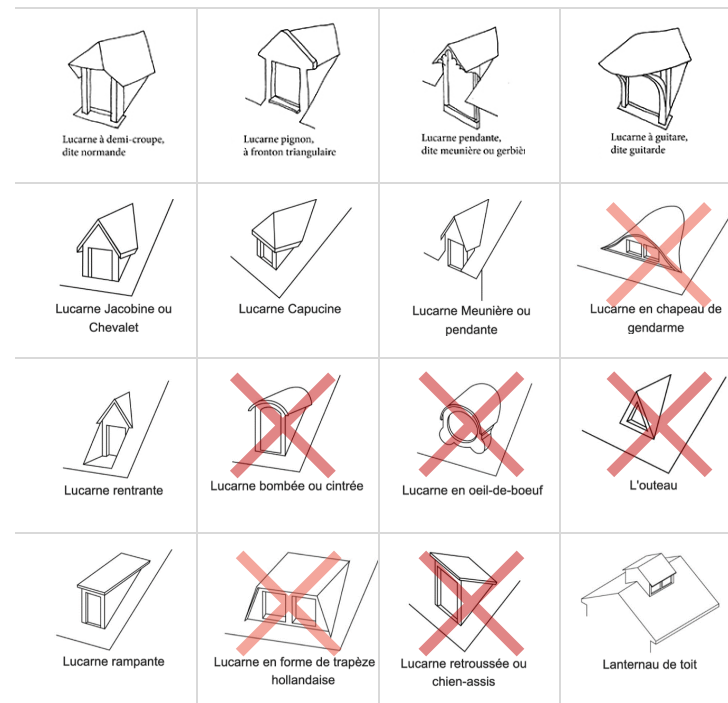 Lucarne à demi-croupe,
dite normande
Lucarne pignon,
à fronton triangulaire
Lucarne pendante,
dite meunière ou gerbièr
Lucarne à guitare,
dite guitarde
Lucarne Jacobine ou
Chevalet
Lucarne Capucine
Lucarne Meunière ou
pendante
Lucarne en chapeau de
gendarme
Lucarne rentrante
Lucarne bombée ou cintrée
Lucarne en oeil-de-boeuf
L'outeau
Lucarne rampante
Lucarne en forme de trapèze
hollandaise
Lucarne retroussée ou
chien-assis
Lanternau de toit